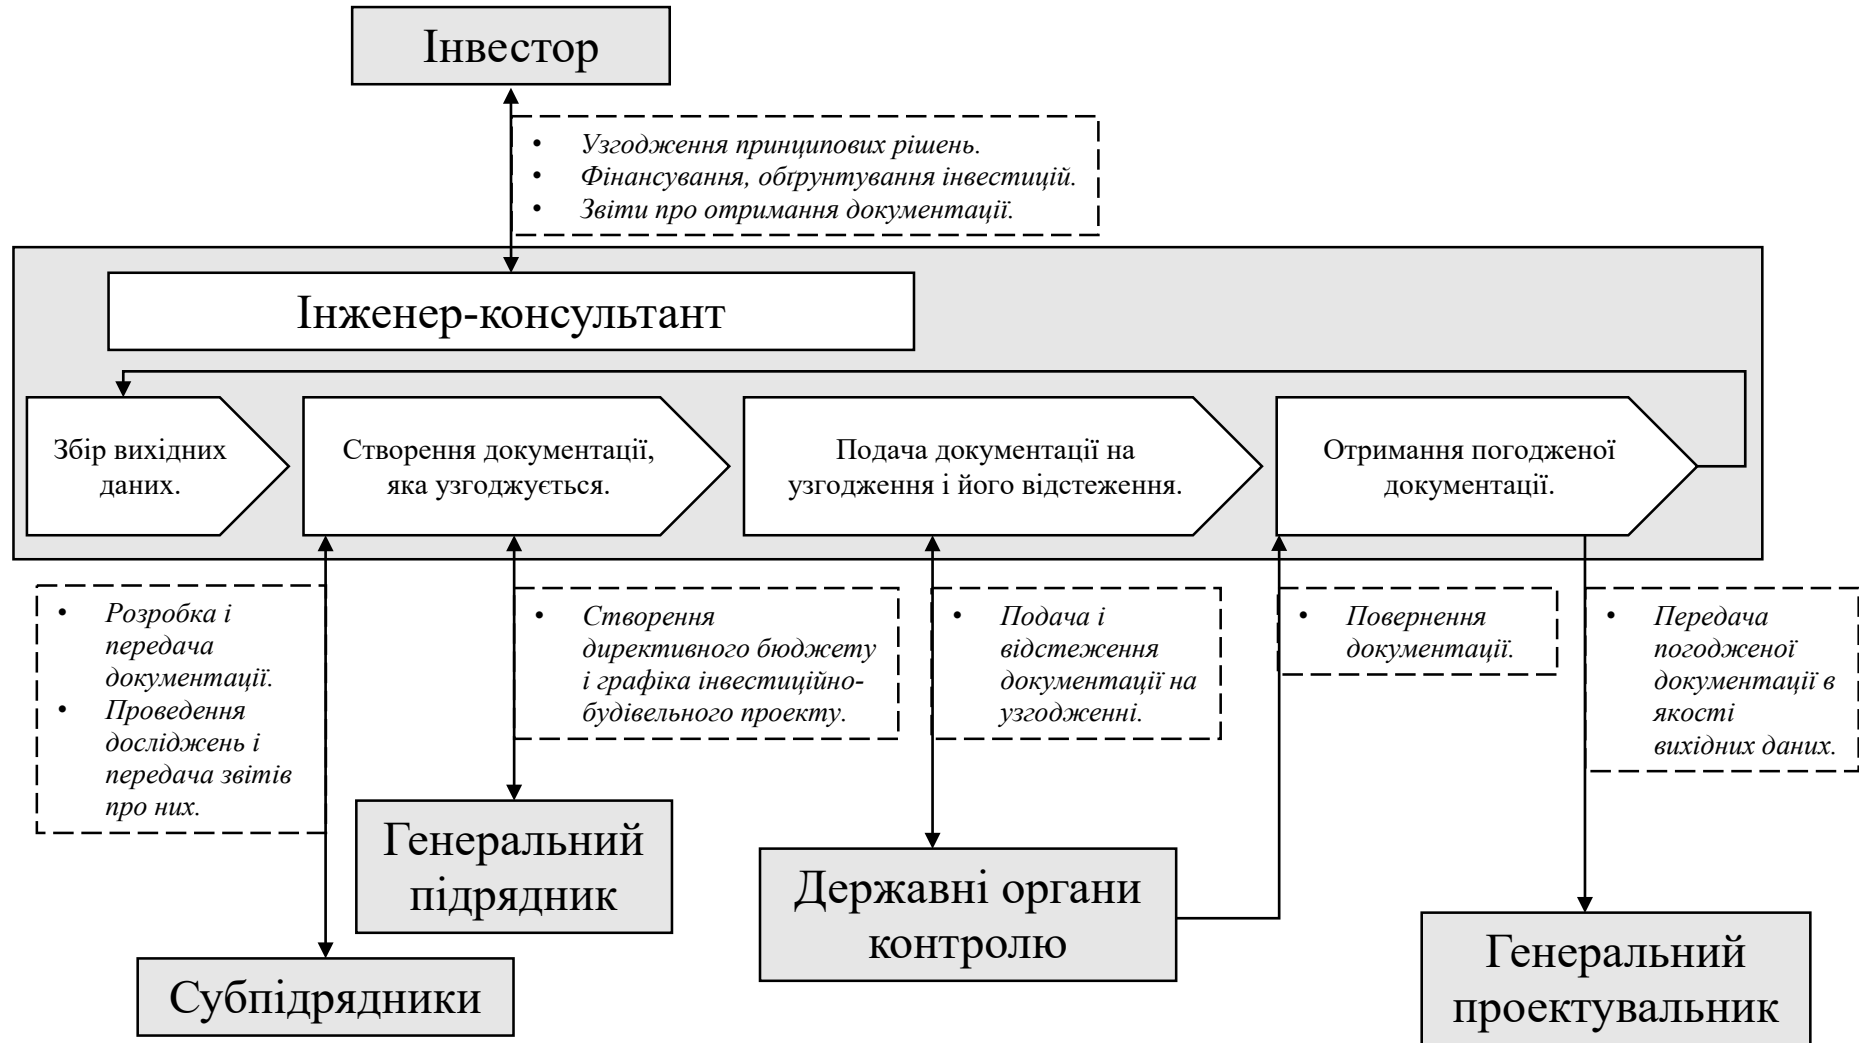 Інвестор
• Узгодження принципових рішень.
• Фінансування, обґрунтування інвестицій.
• Звіти про отримання документації.
Інженер-консультант
Збір вихідних
даних.
Створення документації,
яка узгоджується.
Подача документації на
узгодження і його відстеження.
Отримання погодженої
документації.
• Розробка і
передача
документації.
• Проведення
досліджень і
передача звітів
про них.
• Створення
директивного бюджету
і графіка інвестиційно-
будівельного проекту.
• Подача і
відстеження
документації на
узгодженні.
• Повернення
документації.
• Передача
погодженої
документації в
якості
вихідних даних.
Генеральний
підрядник
Державні органи
контролю
Генеральний
проектувальник
Субпідрядники